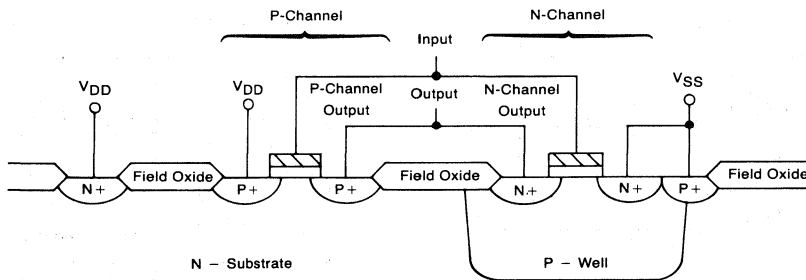 P-Channel
N-Channel
Input
VDD
VDD
P-Channel
Output
Output
N-Channel
Output
VSS
N+
Field Oxide
P+
P+
Field Oxide
N+
N+
P+
Field Oxide
N – Substrate
P – Well